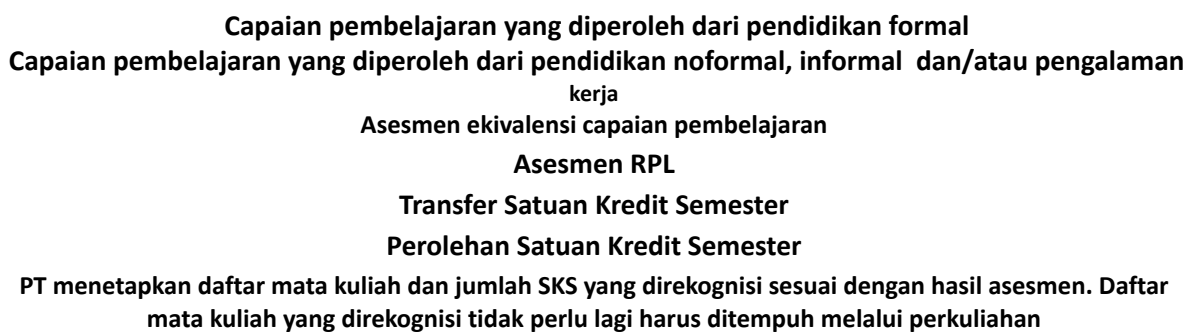 Capaian pembelajaran yang diperoleh dari pendidikan formal
Capaian pembelajaran yang diperoleh dari pendidikan noformal, informal dan/atau pengalaman
kerja
Asesmen ekivalensi capaian pembelajaran
Asesmen RPL
Transfer Satuan Kredit Semester
Perolehan Satuan Kredit Semester
PT menetapkan daftar mata kuliah dan jumlah SKS yang direkognisi sesuai dengan hasil asesmen. Daftar
mata kuliah yang direkognisi tidak perlu lagi harus ditempuh melalui perkuliahan